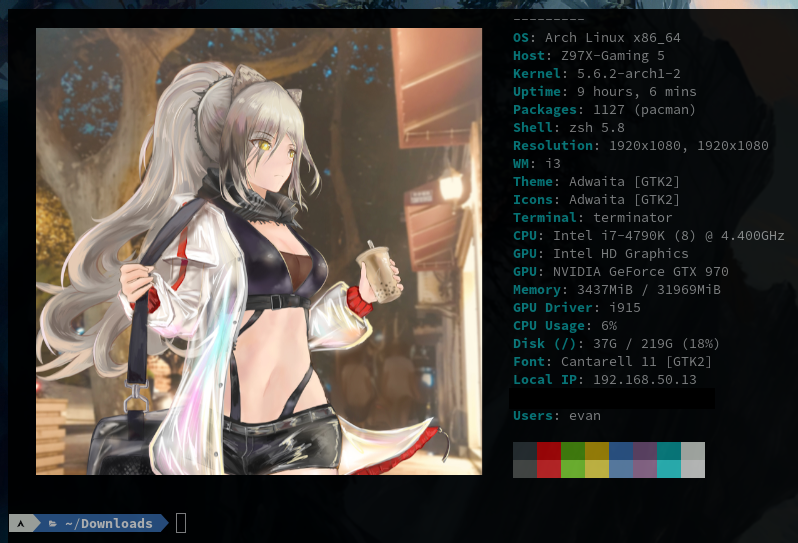 ---------
OS: Arch Linux x86_64
Host: Z97X-Gaming 5
Kernel: 5.6.2-arch1-2
Uptime: 9 hours, 6 mins
Packages: 1127 (pacman)
Shell: zsh 5.8
Resolution: 1920x1080, 1920x1080
WM: i3
Theme: Adwaita [GTK2]
Icons: Adwaita [GTK2]
Terminal: terminator
CPU: Intel i7-4790K (8) @ 4.400GHz
GPU: Intel HD Graphics
GPU: NVIDIA GeForce GTX 970
Memory: 3437MiB / 31969MiB
GPU Driver: i915
CPU Usage: 6%
Disk (/): 37G / 219G (18%)
Font: Cantarell 11 [GTK2]
Local IP: 192.168.50.13
Users: evan
~/Downloads